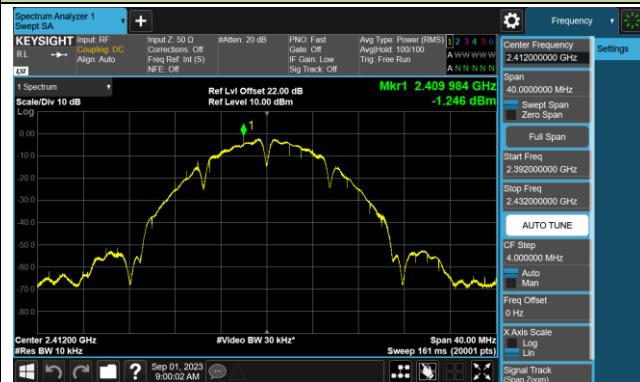 Spectrum Analyzer 1
Swept SA
Frequency
KEYSIGHT
RL
LXI
Input: RF
Coupling: DC
Align: Auto
Input Z: 50 Ω
Corrections: Off
Freq Ref: Int (S)
NFE: Off
#Atten: 20 dB
PNO: Fast
Gate: Off
IF Gain: Low
Sig Track: Off
Avg Type: Power (RMS)
Avg|Hold: 100/100
Trig: Free Run
1 2 3 4 5 6
A W W W W W
A N N N N N
1 Spectrum
Scale/Div 10 dB
Log
Ref Lvl Offset 22.00 dB
Ref Level 10.00 dBm
Mkr1 2.409 984 GHz
-1.246 dBm
1
0.00
-10.0
-20.0
-30.0
-40.0
-50.0
-60.0
-70.0
-80.0
Center 2.41200 GHz
#Res BW 10 kHz
#Video BW 30 kHz*
Span 40.00 MHz
Sweep 161 ms (20001 pts)
Sep 01, 2023
9:00:02 AM
Center Frequency
2.412000000 GHz
Span
40.0000000 MHz
Swept Span
Zero Span
Full Span
Start Freq
2.392000000 GHz
Stop Freq
2.432000000 GHz
AUTO TUNE
CF Step
4.000000 MHz
Auto
Man
Freq Offset
0 Hz
X Axis Scale
Log
Lin
Signal Track
(Span Zoom)
Settings